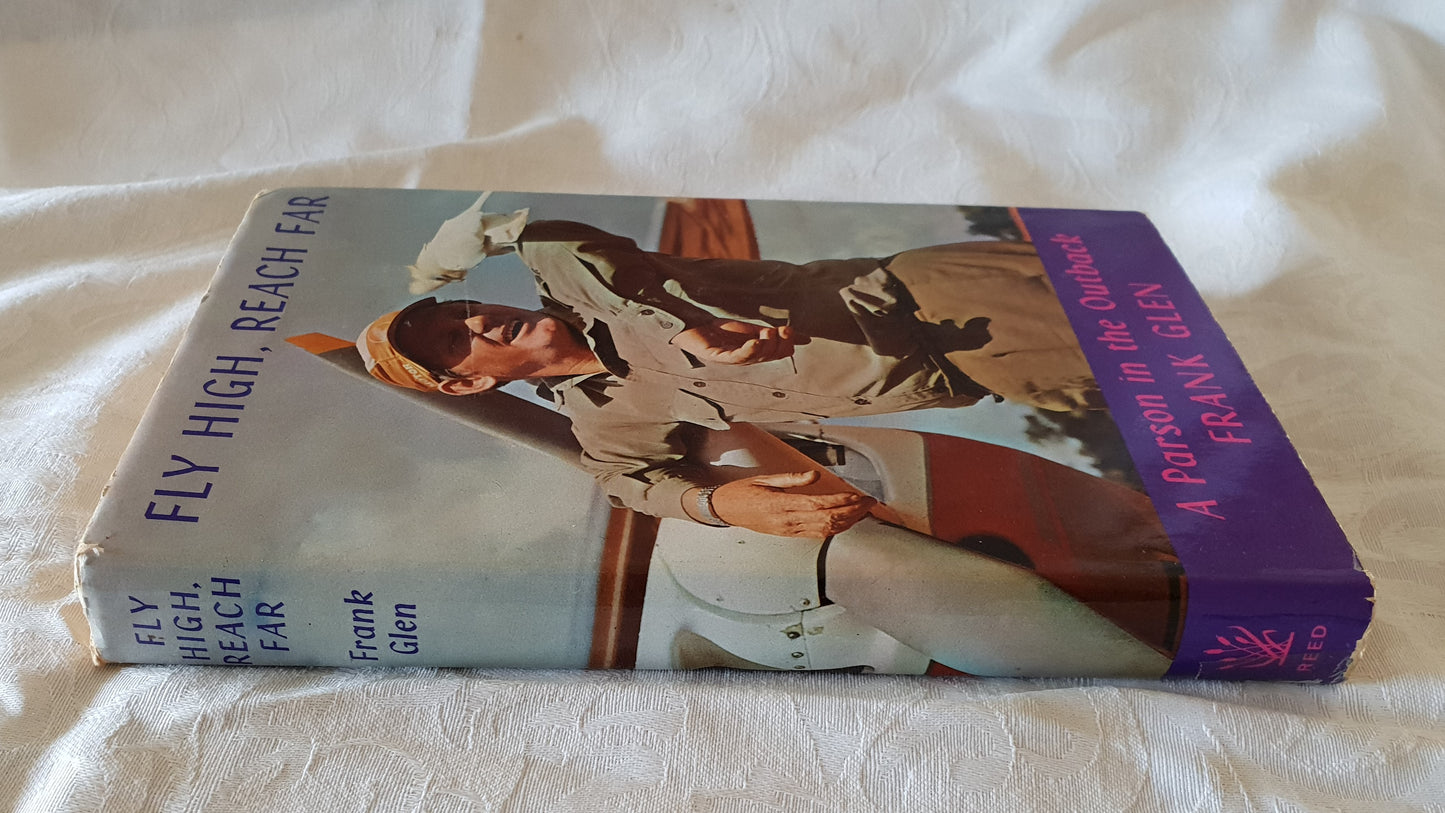 FLY HIGH, REACH FAR
A Parson in the Outback
FRANK GLEN
FLY
HIGH,
REACH
FAR
Frank
Glen
REED